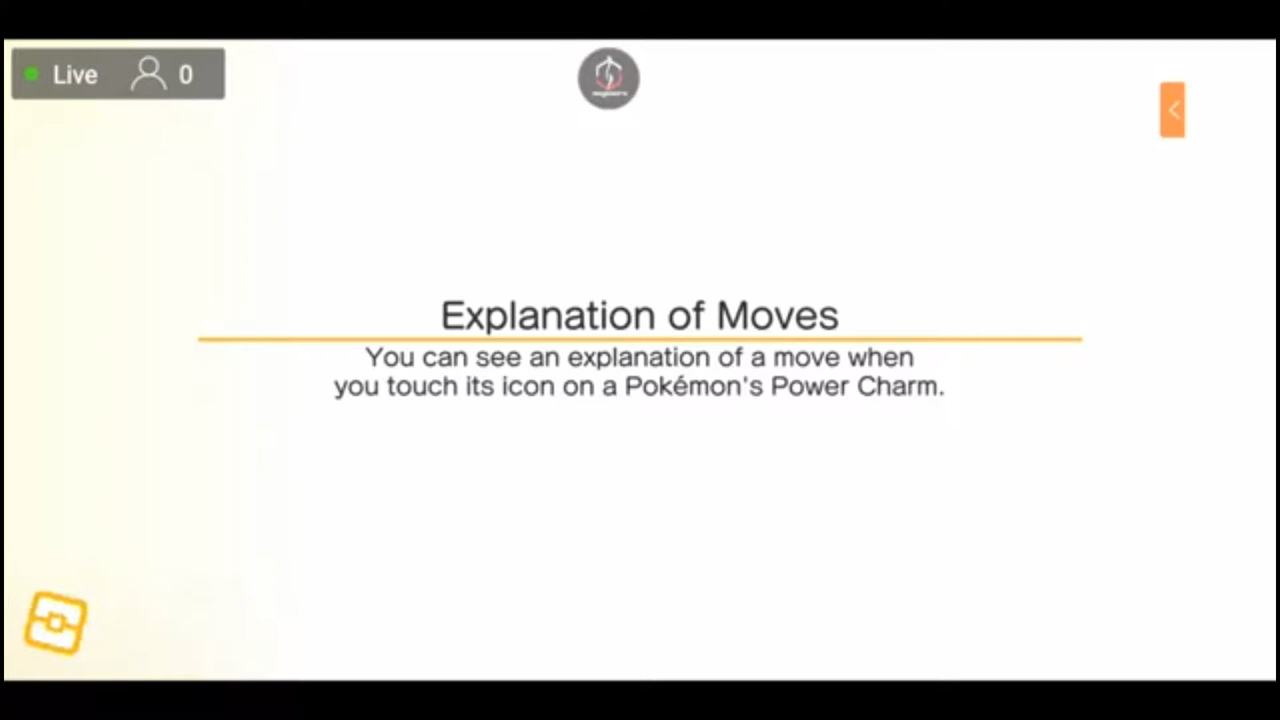 Live 0
Explanation of Moves
You can see an explanation of a move when
you touch its icon on a Pokémon's Power Charm.